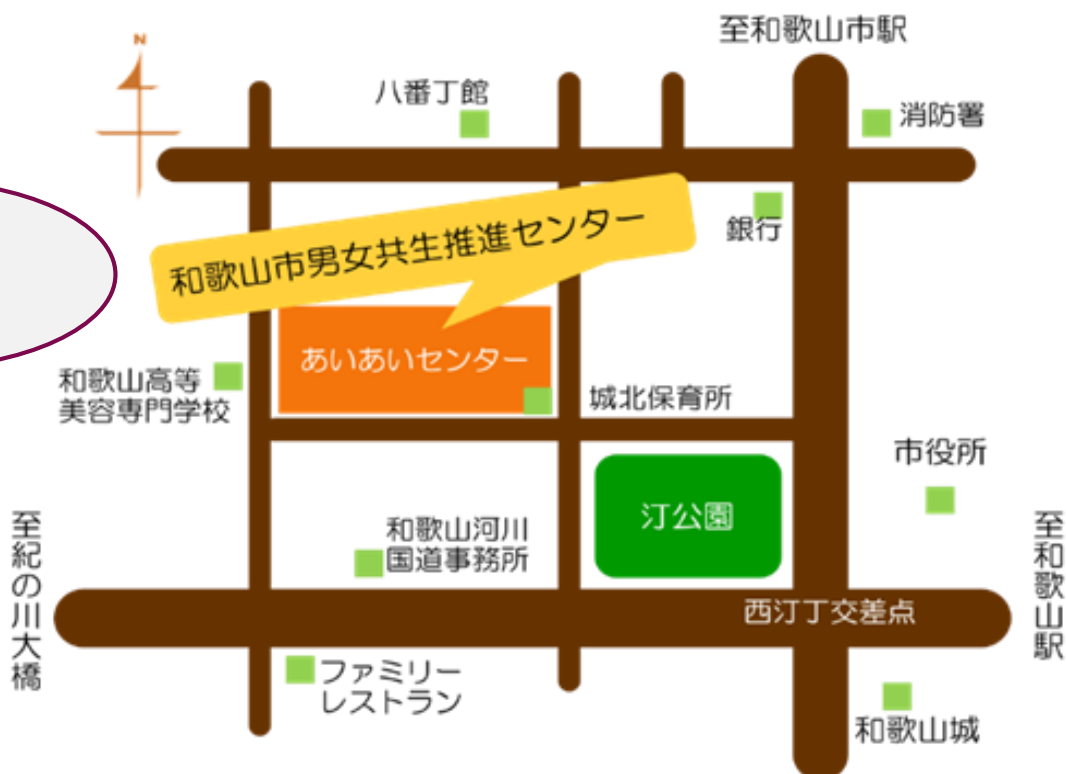 至和歌山市駅
N
八番丁館
消防署
銀行
和歌山市男女共生推進センター
あいあいセンター
和歌山高等
美容専門学校
城北保育所
市役所
汀公園
和歌山河川
国道事務所
至紀の川大橋
至和歌山駅
西汀丁交差点
ファミリー
レストラン
和歌山城